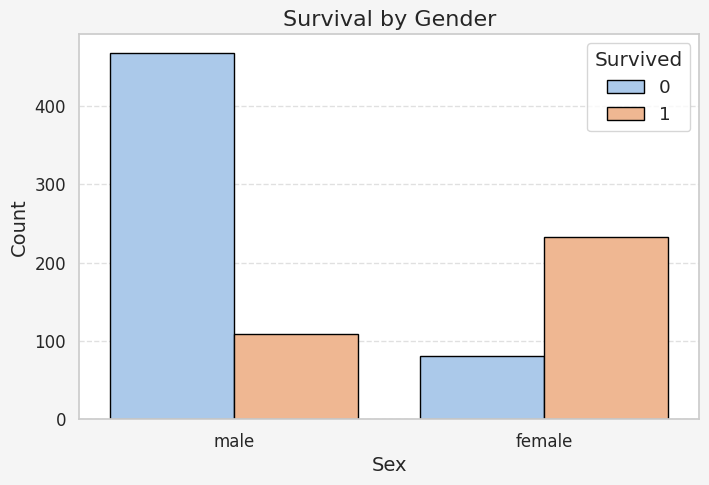 Survival by Gender
Survived
0
1
400
300
200
100
0
Count
male
female
Sex